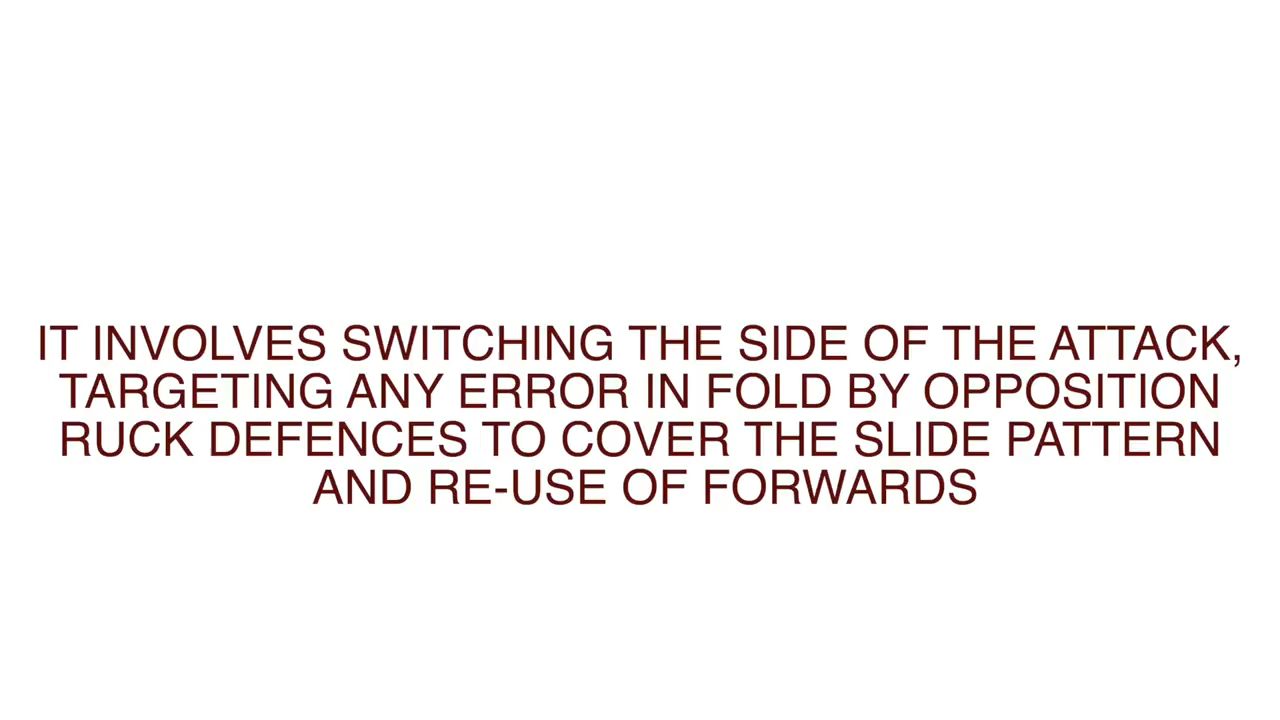 IT INVOLVES SWITCHING THE SIDE OF THE ATTACK,
TARGETING ANY ERROR IN FOLD BY OPPOSITION
RUCK DEFENCES TO COVER THE SLIDE PATTERN
AND RE-USE OF FORWARDS